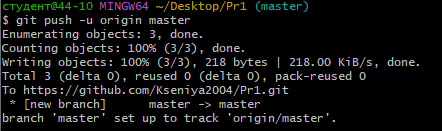 студент@44-10 MINGW64 ~/Desktop/Pr1 (master)
$ git push -u origin master
Enumerating objects: 3, done.
Counting objects: 100% (3/3), done.
Writing objects: 100% (3/3), 218 bytes | 218.00 KiB/s, done.
Total 3 (delta 0), reused 0 (delta 0), pack-reused 0
To https://github.com/Kseniya2004/Pr1.git
 * [new branch]      master -> master
branch 'master' set up to track 'origin/master'.